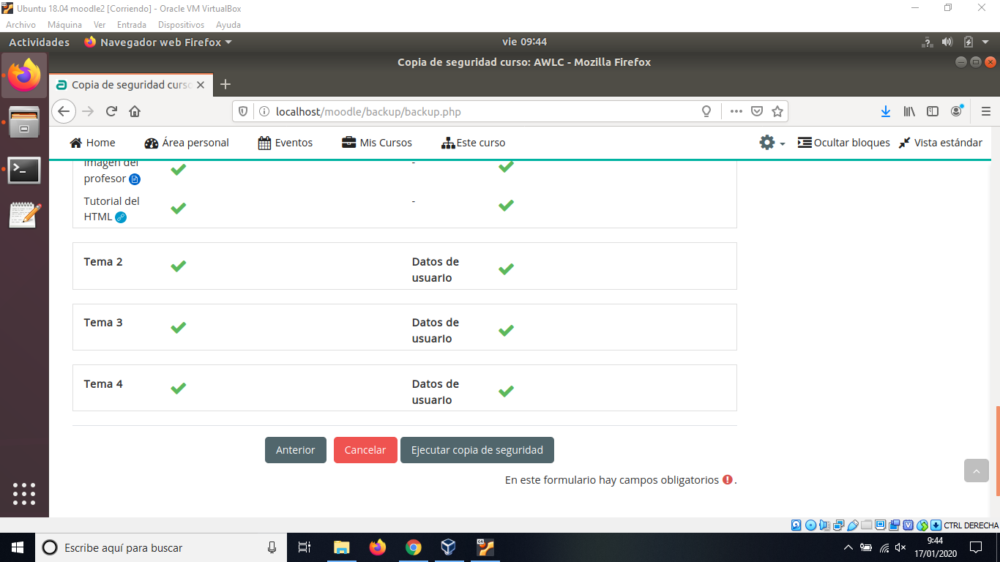 Ubuntu 18.04 moodle2 [Corriendo] - Oracle VM VirtualBox
Archivo Máquina Ver Entrada Dispositivos Ayuda
Actividades Navegador web Firefox vie 09:44
Copia de seguridad curso: AWLC - Mozilla Firefox
Copia de seguridad curso
localhost/moodle/backup/backup.php
Home Área personal Eventos Mis Cursos Este curso Ocultar bloques Vista estándar
Imagen del -
profesor
Tutorial del -
HTML
Tema 2 Datos de
usuario
Tema 3 Datos de
usuario
Tema 4 Datos de
usuario
Anterior Cancelar Ejecutar copia de seguridad
En este formulario hay campos obligatorios .
CTRL DERECHA
Escribe aquí para buscar
9:44
17/01/2020